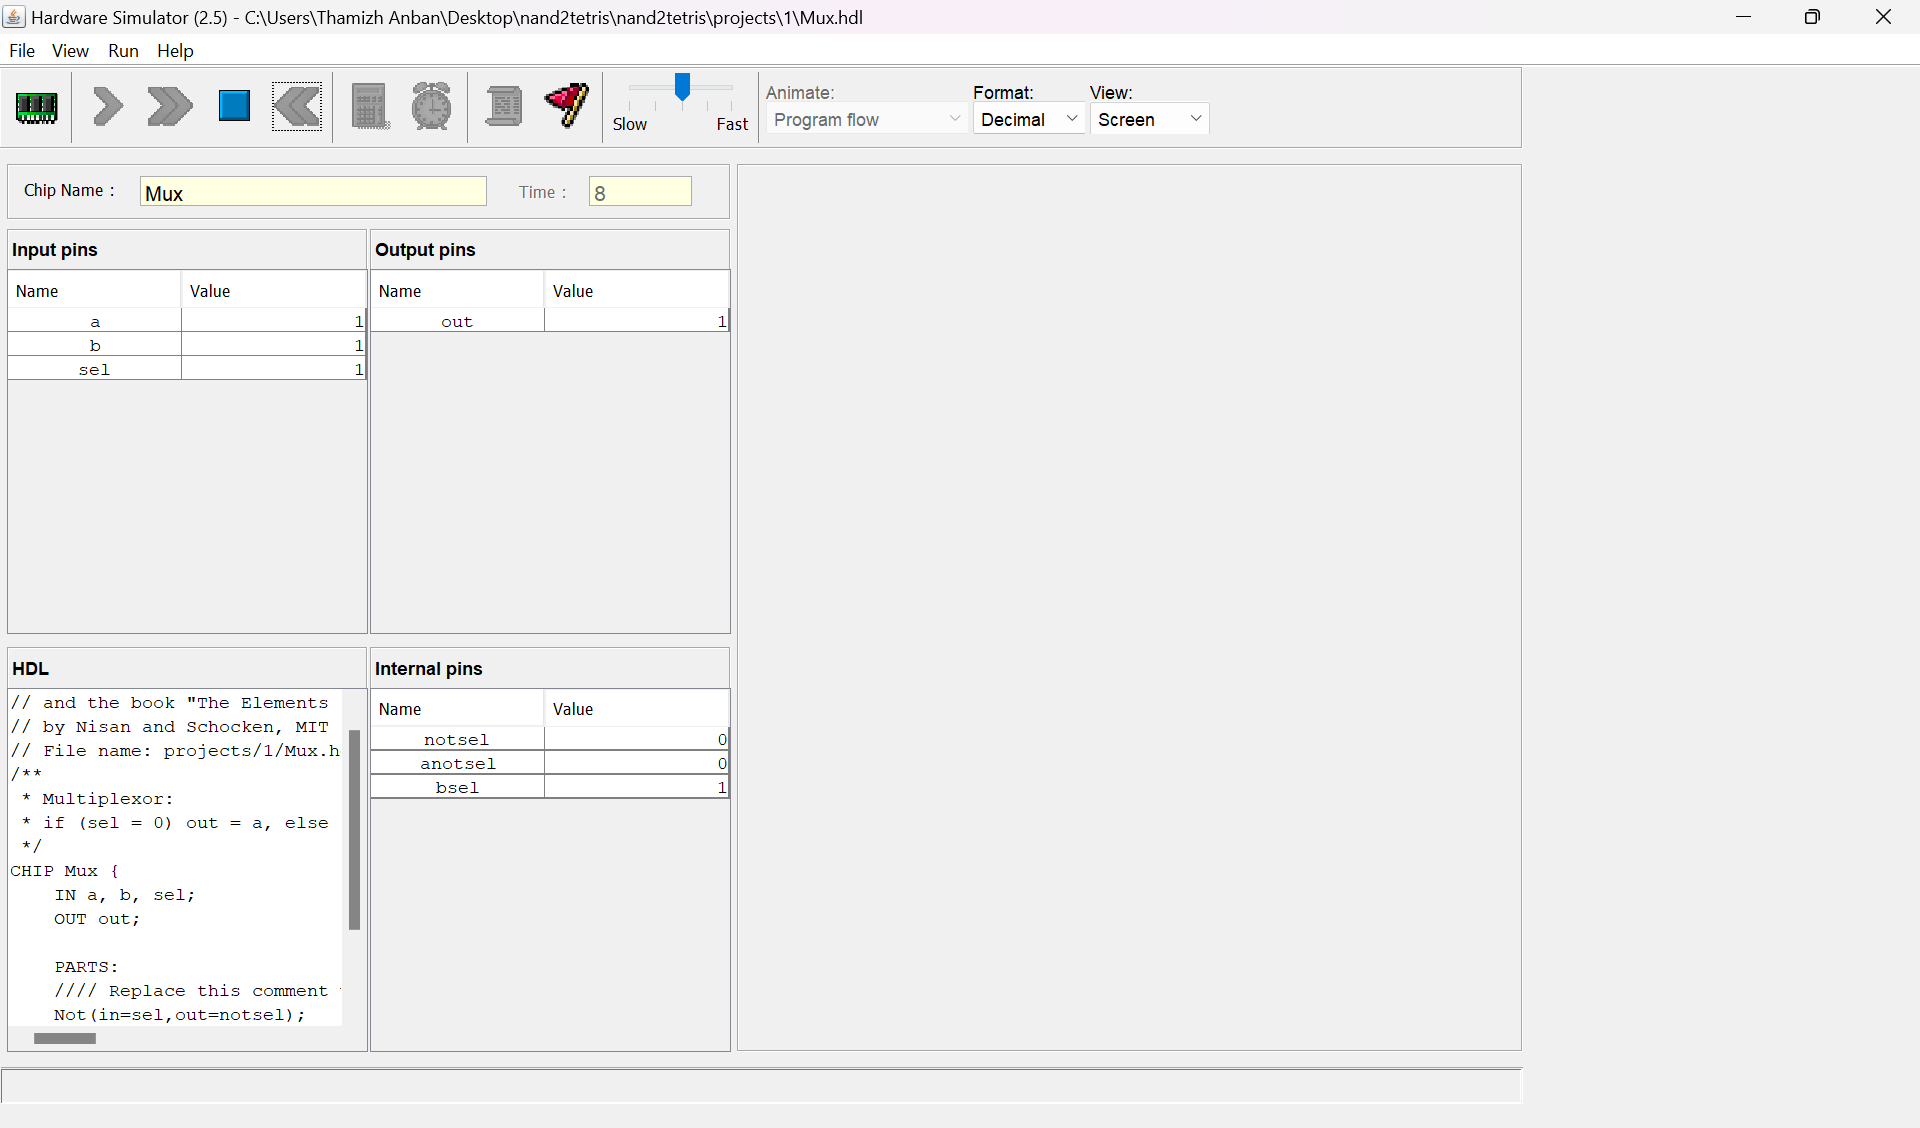 Hardware Simulator (2.5) - C:\Users\Thamizh Anban\Desktop\nand2tetris\nand2tetris\projects\1\Mux.hdl
File View Run Help
Slow Fast
Animate:
Program flow
Format:
Decimal
View:
Screen
Chip Name :
Mux
Time :
8
Input pins
Name Value
a 1
b 1
sel 1
Output pins
Name Value
out 1
HDL
// and the book "The Elements
// by Nisan and Schocken, MIT
// File name: projects/1/Mux.h
/**
* Multiplexor:
* if (sel = 0) out = a, else
*/
CHIP Mux {
IN a, b, sel;
OUT out;
PARTS:
//// Replace this comment
Not(in=sel,out=notsel);
Internal pins
Name Value
notsel 0
anotsel 0
bsel 1